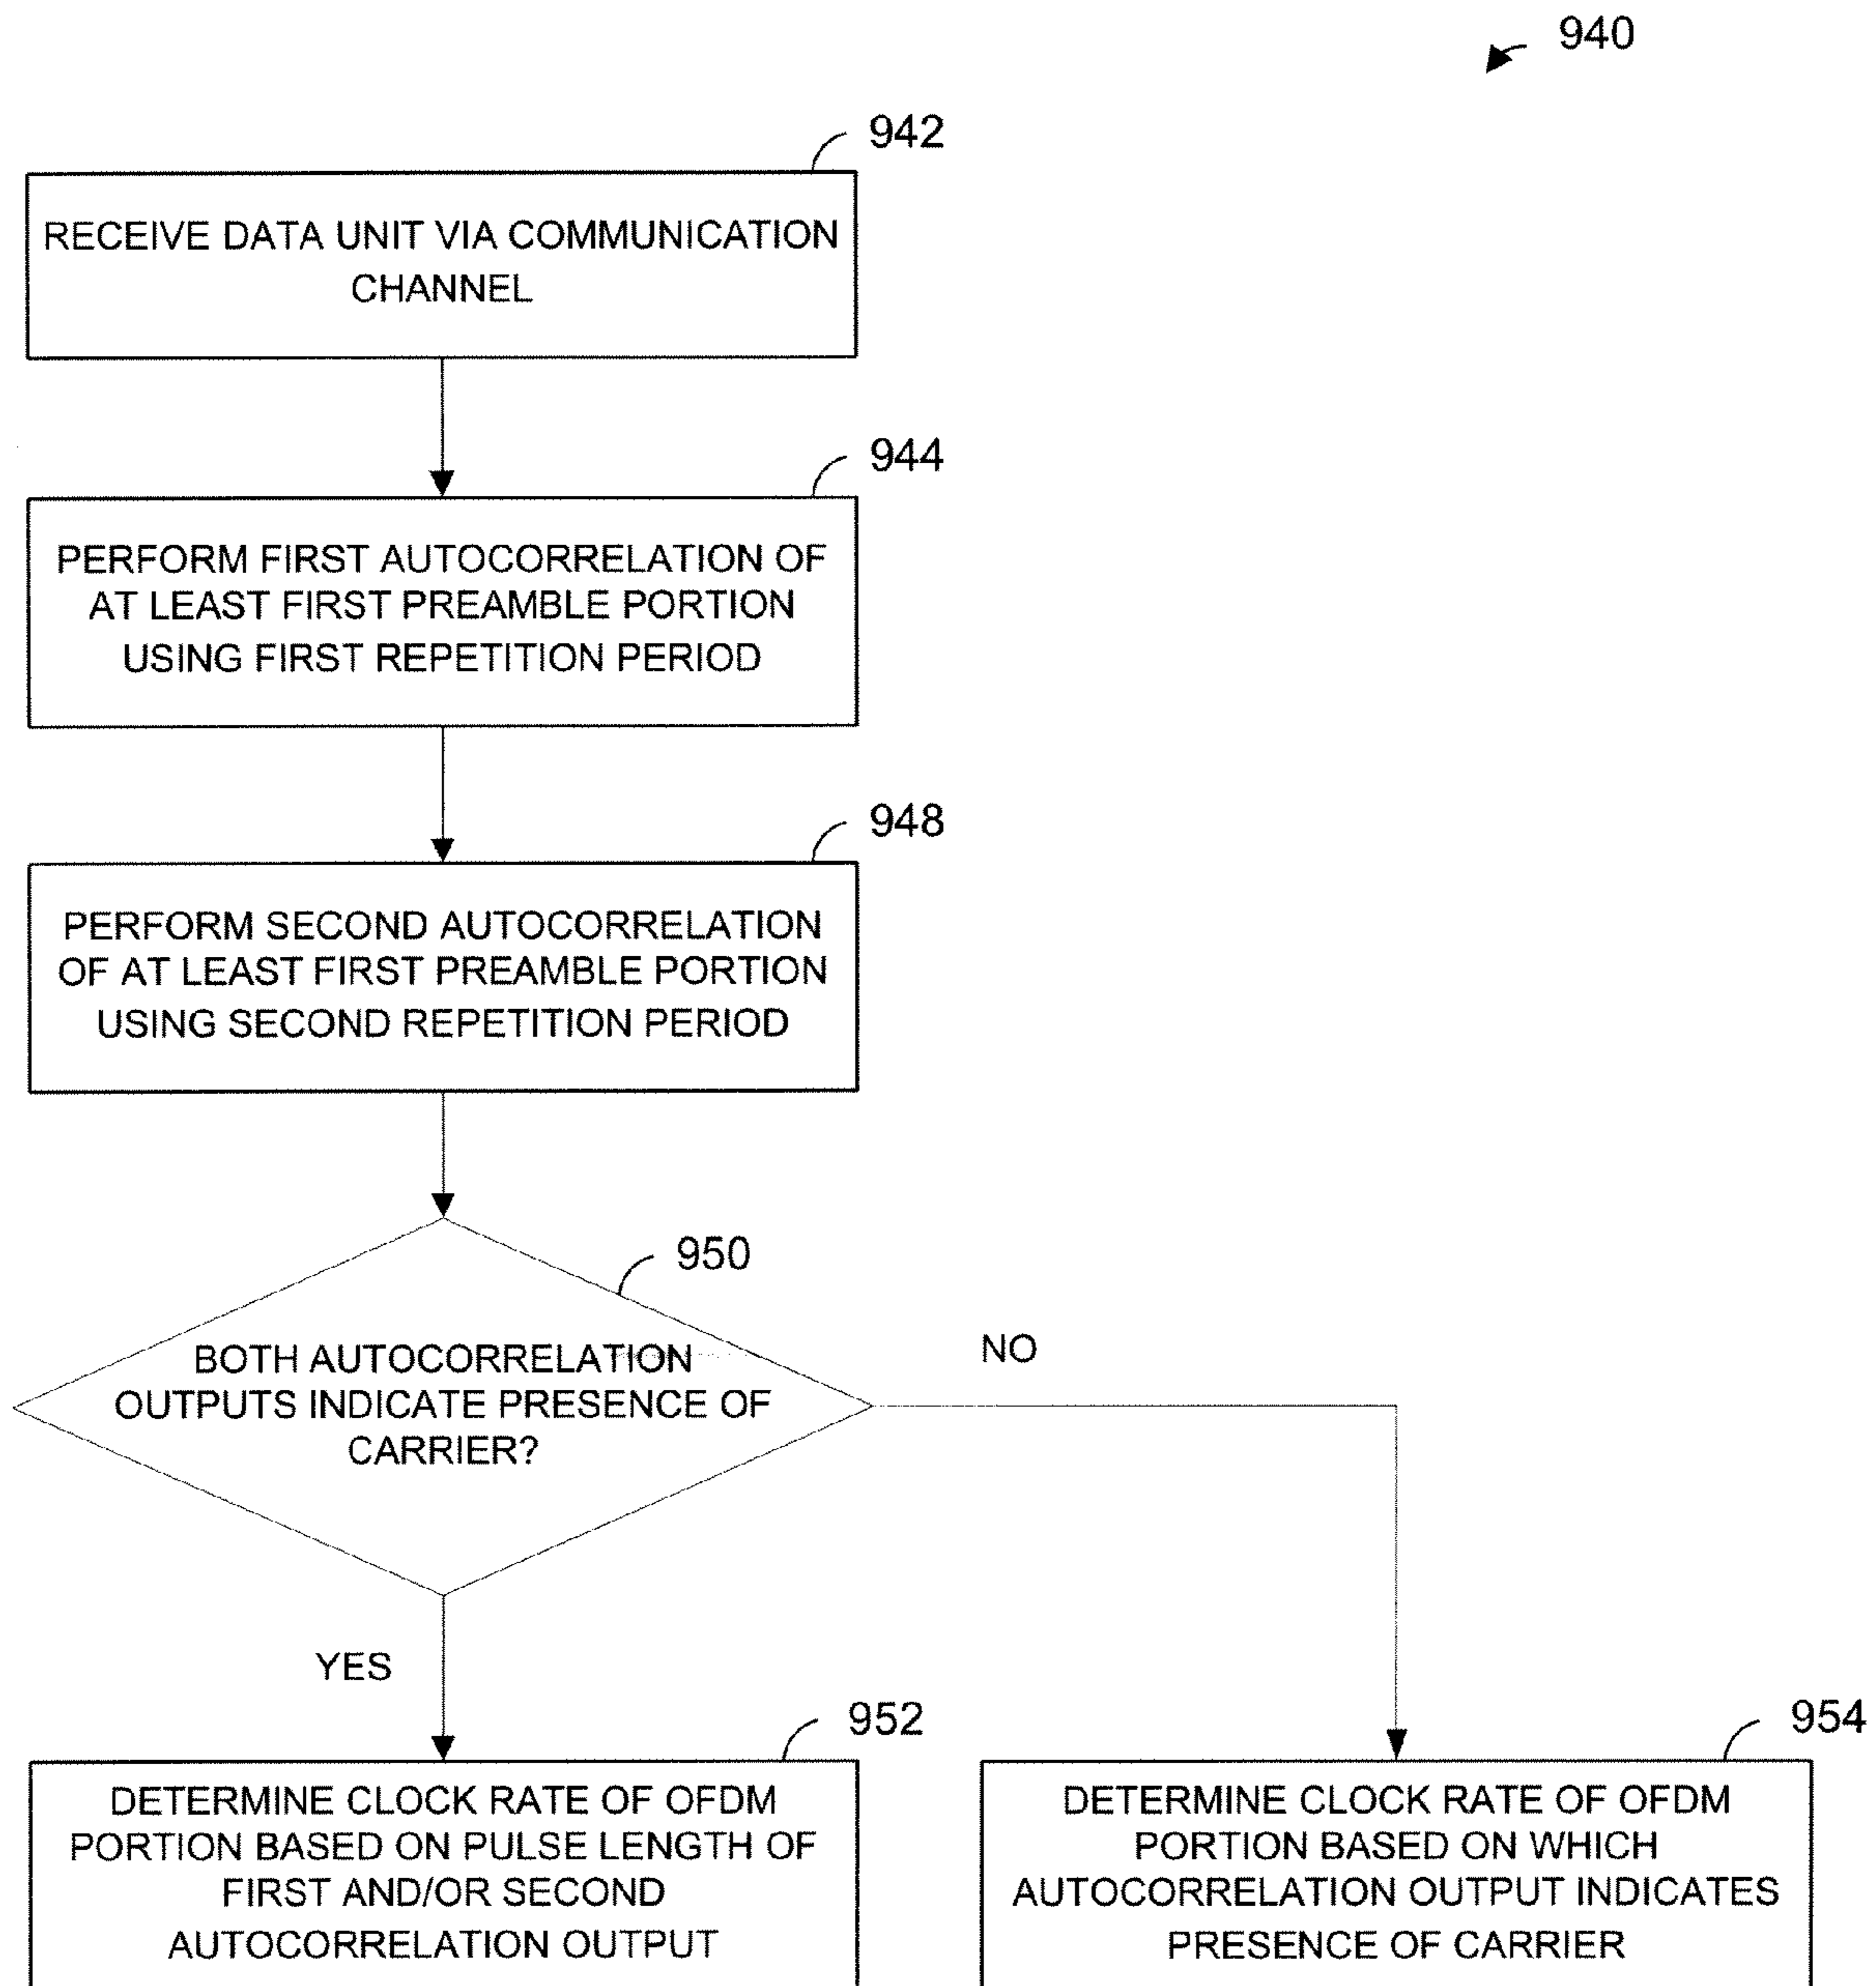 940
942
RECEIVE DATA UNIT VIA COMMUNICATION
CHANNEL
944
PERFORM FIRST AUTOCORRELATION OF
AT LEAST FIRST PREAMBLE PORTION
USING FIRST REPETITION PERIOD
948
PERFORM SECOND AUTOCORRELATION
OF AT LEAST FIRST PREAMBLE PORTION
USING SECOND REPETITION PERIOD
950
BOTH AUTOCORRELATION
OUTPUTS INDICATE PRESENCE OF
CARRIER?
NO
YES
952
DETERMINE CLOCK RATE OF OFDM
PORTION BASED ON PULSE LENGTH OF
FIRST AND/OR SECOND
AUTOCORRELATION OUTPUT
954
DETERMINE CLOCK RATE OF OFDM
PORTION BASED ON WHICH
AUTOCORRELATION OUTPUT INDICATES
PRESENCE OF CARRIER